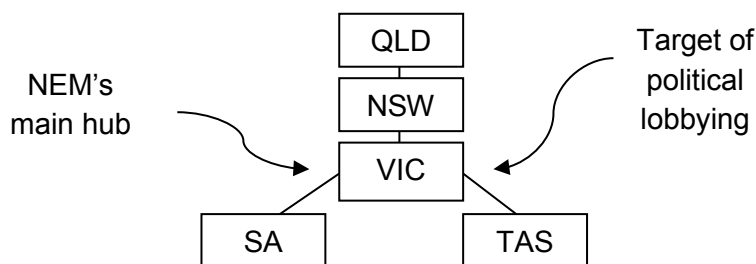 QLD
NEM's
main hub
NSW
Target of
political
lobbying
VIC
SA
TAS